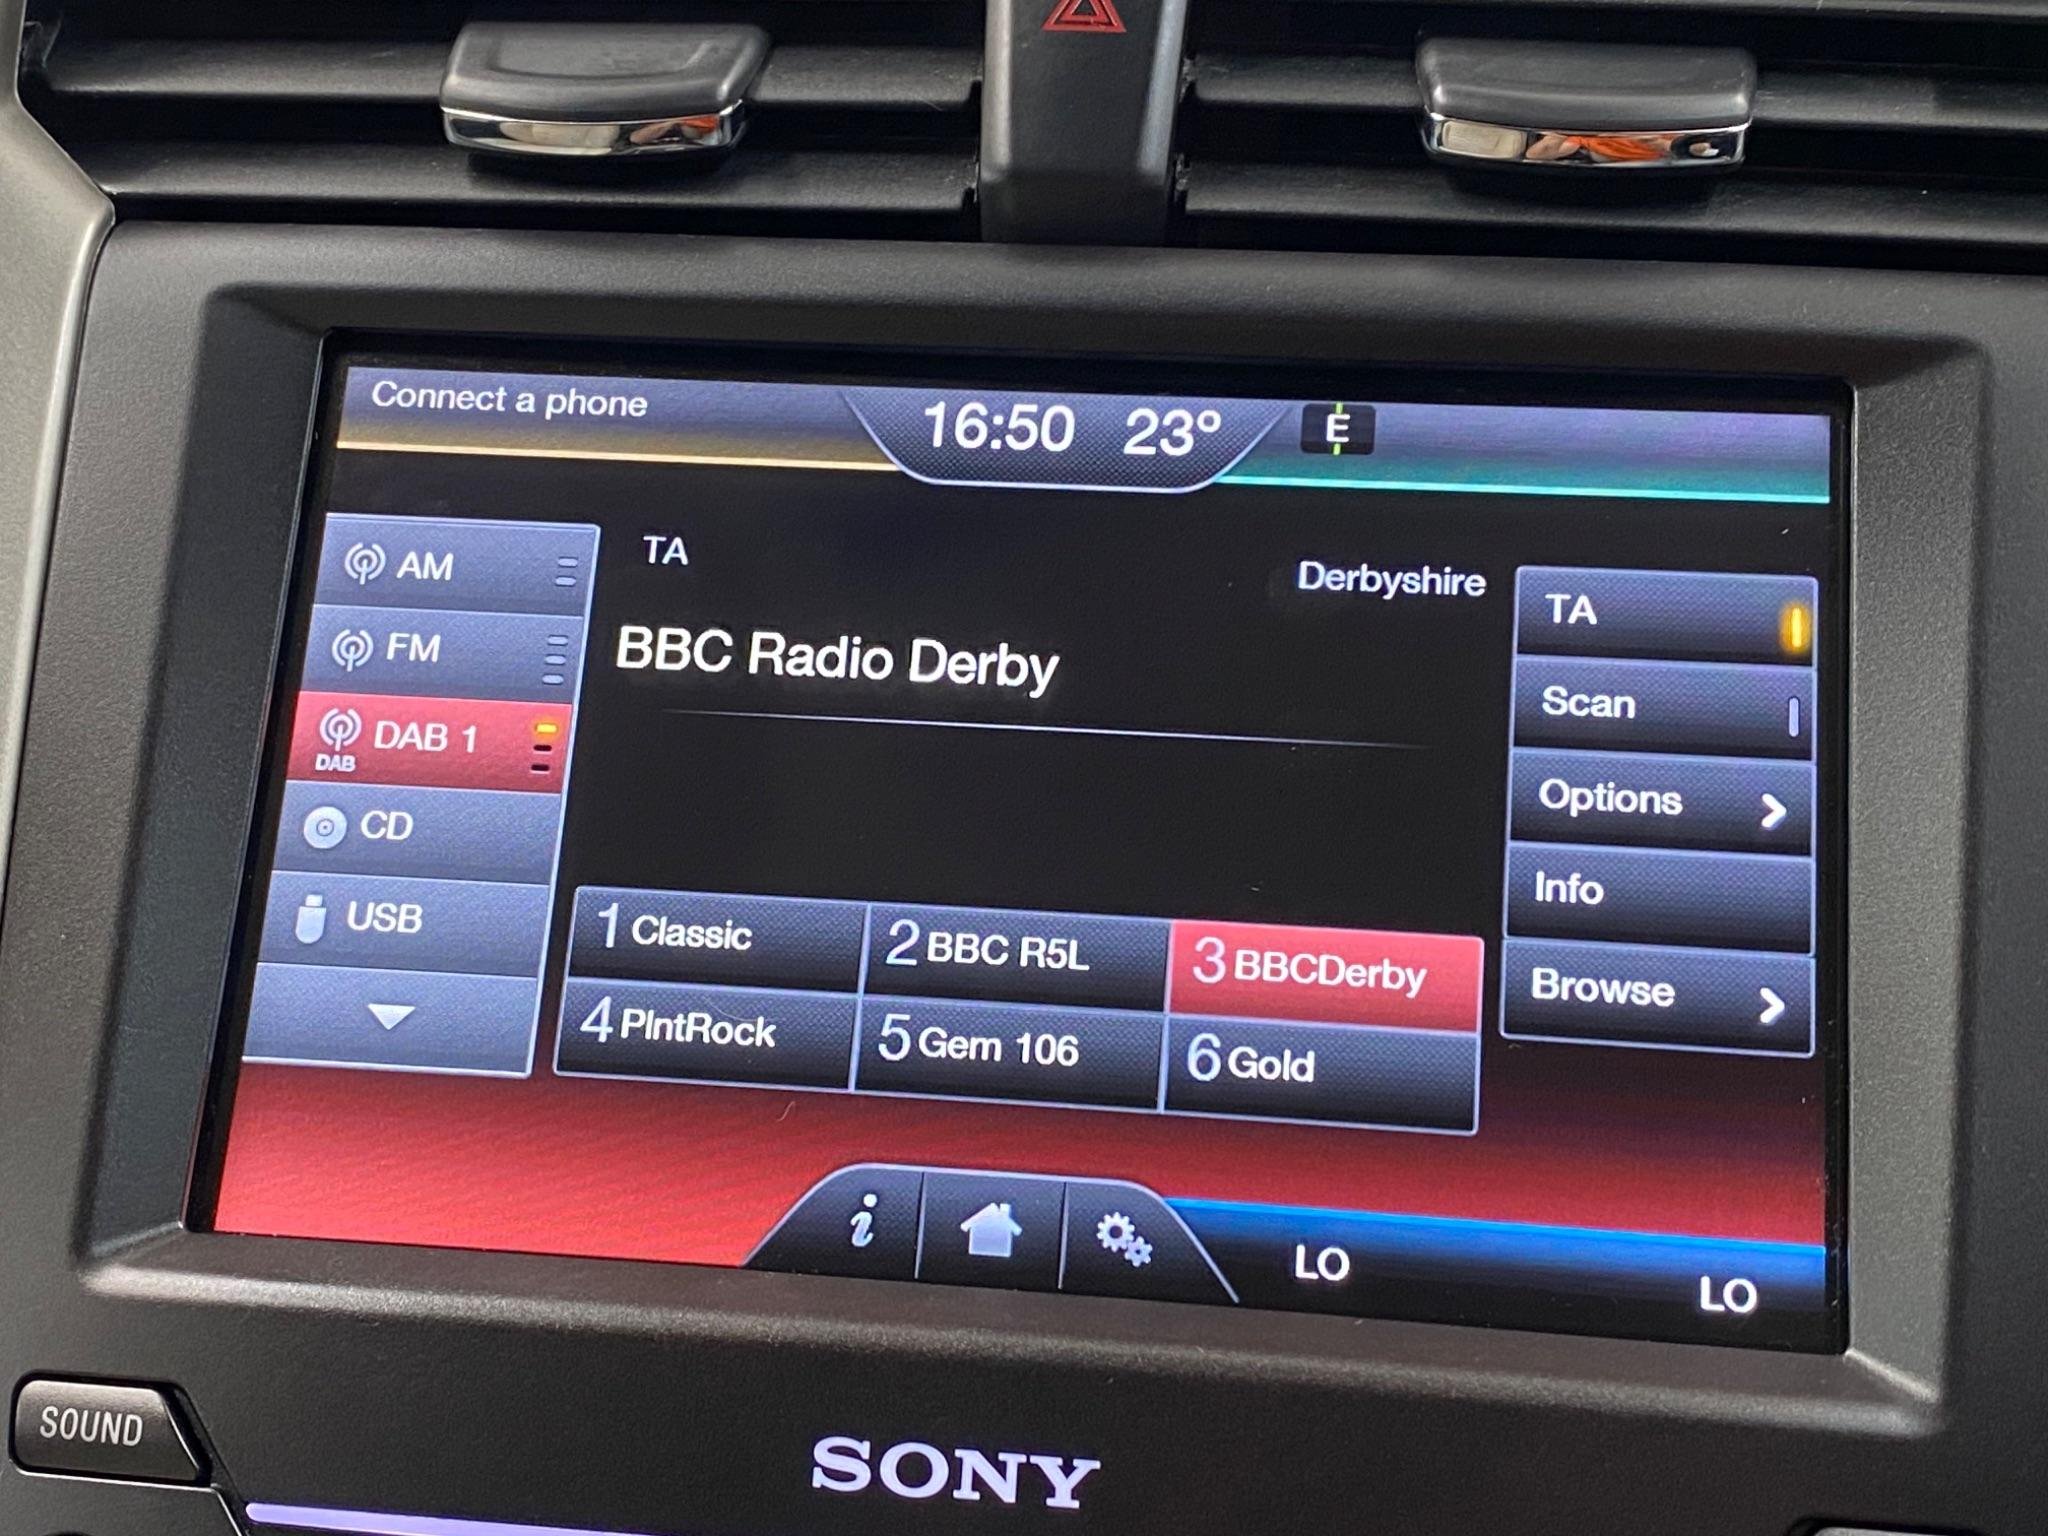 Connect a phone
16:50 23°
E
AM
FM
DAB 1
DAB
CD
USB
TA
Derbyshire
BBC Radio Derby
1 Classic
2 BBC R5L
3 BBCDerby
4 PlntRock
5 Gem 106
6 Gold
TA
Scan
Options
Info
Browse
i
LO
LO
SOUND
SONY